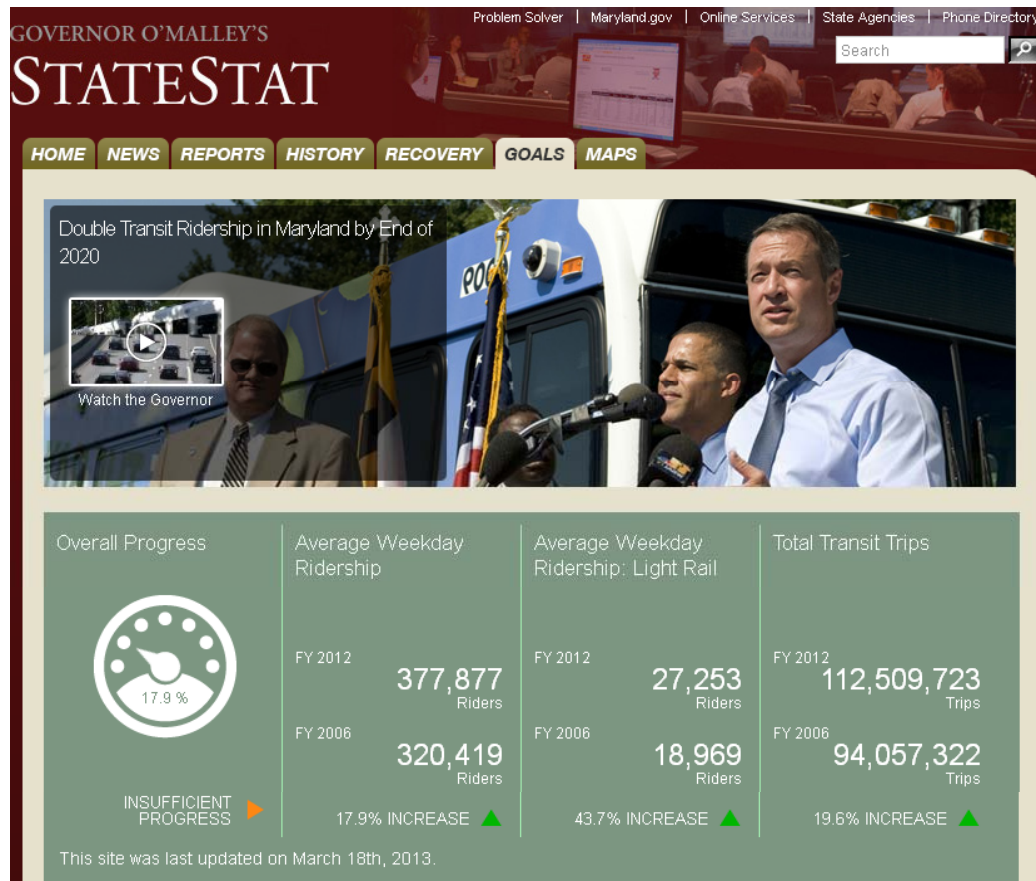 Problem Solver | Maryland.gov | Online Services | State Agencies | Phone Directory
GOVERNOR O'MALLEY'S
STATESTAT
Search
HOME NEWS REPORTS HISTORY RECOVERY GOALS MAPS
Double Transit Ridership in Maryland by End of
2020
Watch the Governor
Overall Progress
17.9 %
INSUFFICIENT
PROGRESS
Average Weekday
Ridership
FY 2012
377,877
Riders
FY 2006
320,419
Riders
17.9% INCREASE
Average Weekday
Ridership: Light Rail
FY 2012
27,253
Riders
FY 2006
18,969
Riders
43.7% INCREASE
Total Transit Trips
FY 2012
112,509,723
Trips
FY 2006
94,057,322
Trips
19.6% INCREASE
This site was last updated on March 18th, 2013.